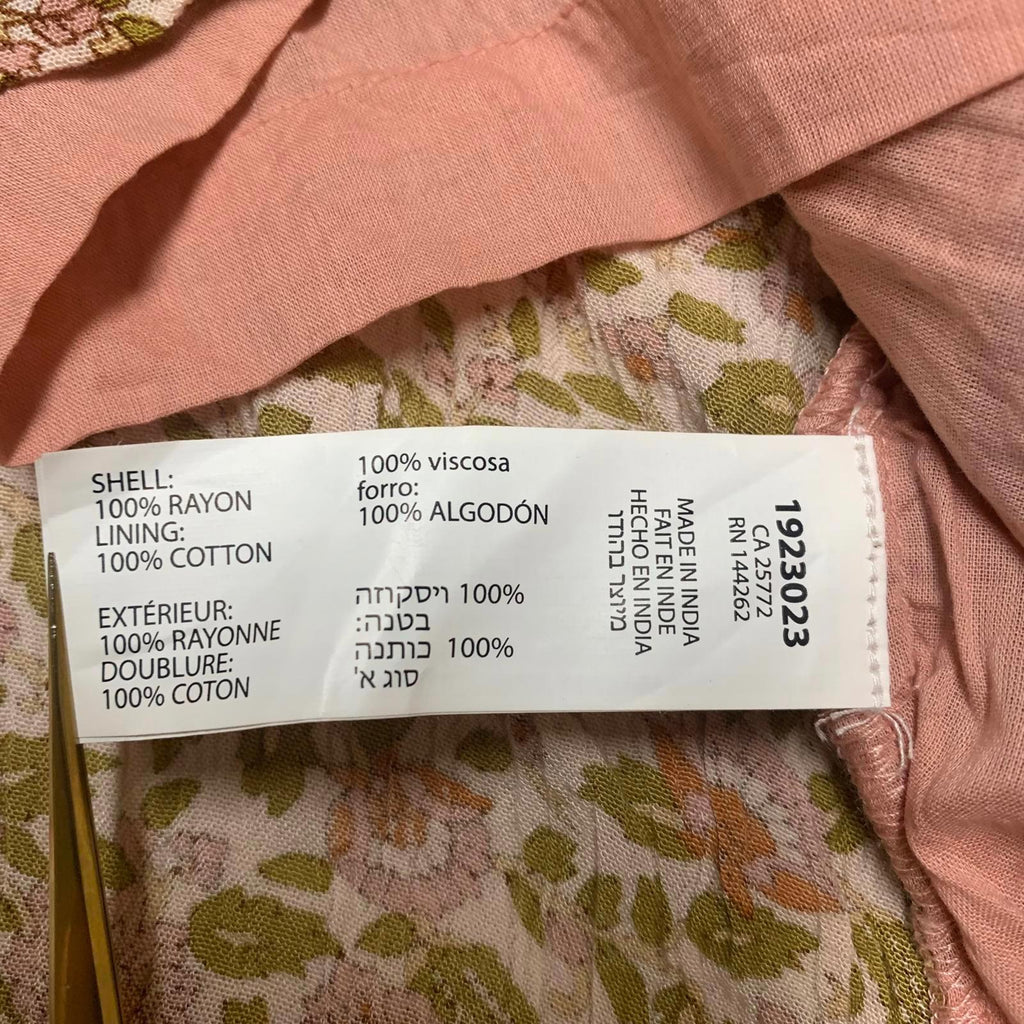 SHELL:
100% RAYON
LINING:
100% COTTON
EXTÉRIEUR:
100% RAYONNE
DOUBLURE:
100% COTON
100% viscosa
forro:
100% ALGODÓN
100% ויסקוזה
בטנה:
100% כותנה
סוג א'
MADE IN INDIA
FAIT EN INDE
HECHO EN INDIA
מיוצר בהודו
1923023
CA 25772
RN 144262